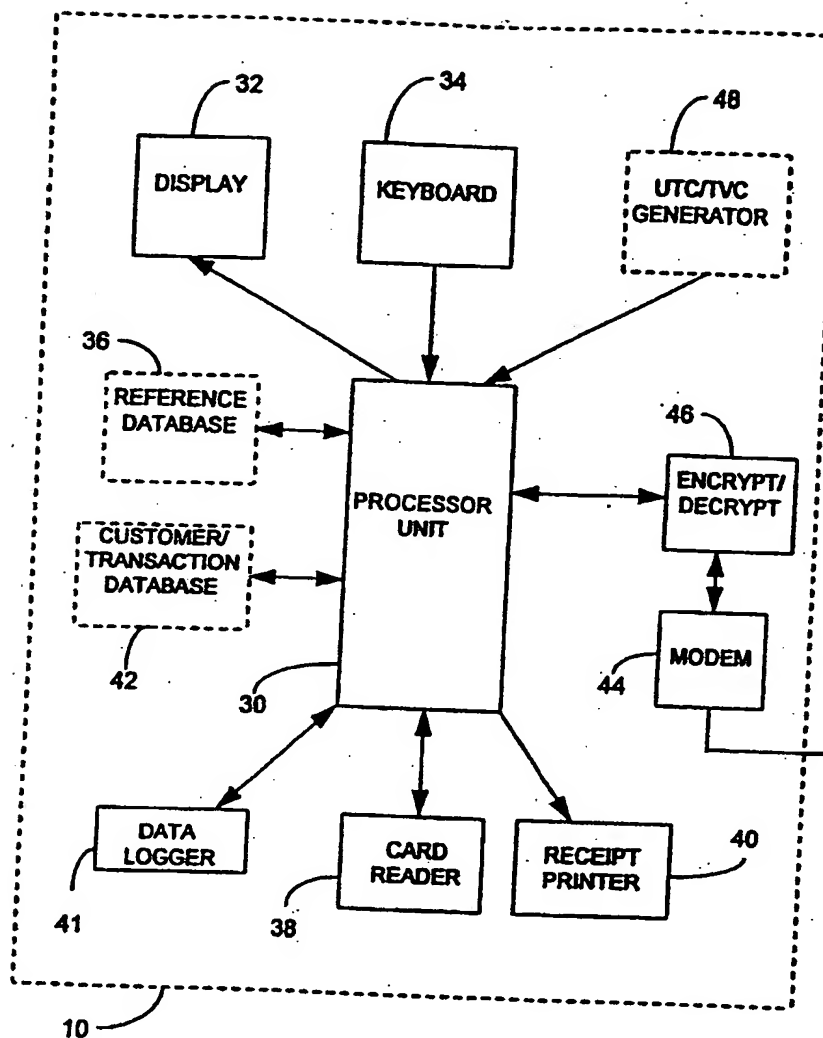 32
34
48
DISPLAY
KEYBOARD
UTC/TVC
GENERATOR
36
REFERENCE
DATABASE
46
ENCRYPT/
DECRYPT
PROCESSOR
UNIT
CUSTOMER/
TRANSACTION
DATABASE
MODEM
42
30
44
DATA
LOGGER
CARD
READER
RECEIPT
PRINTER
40
41
38
10